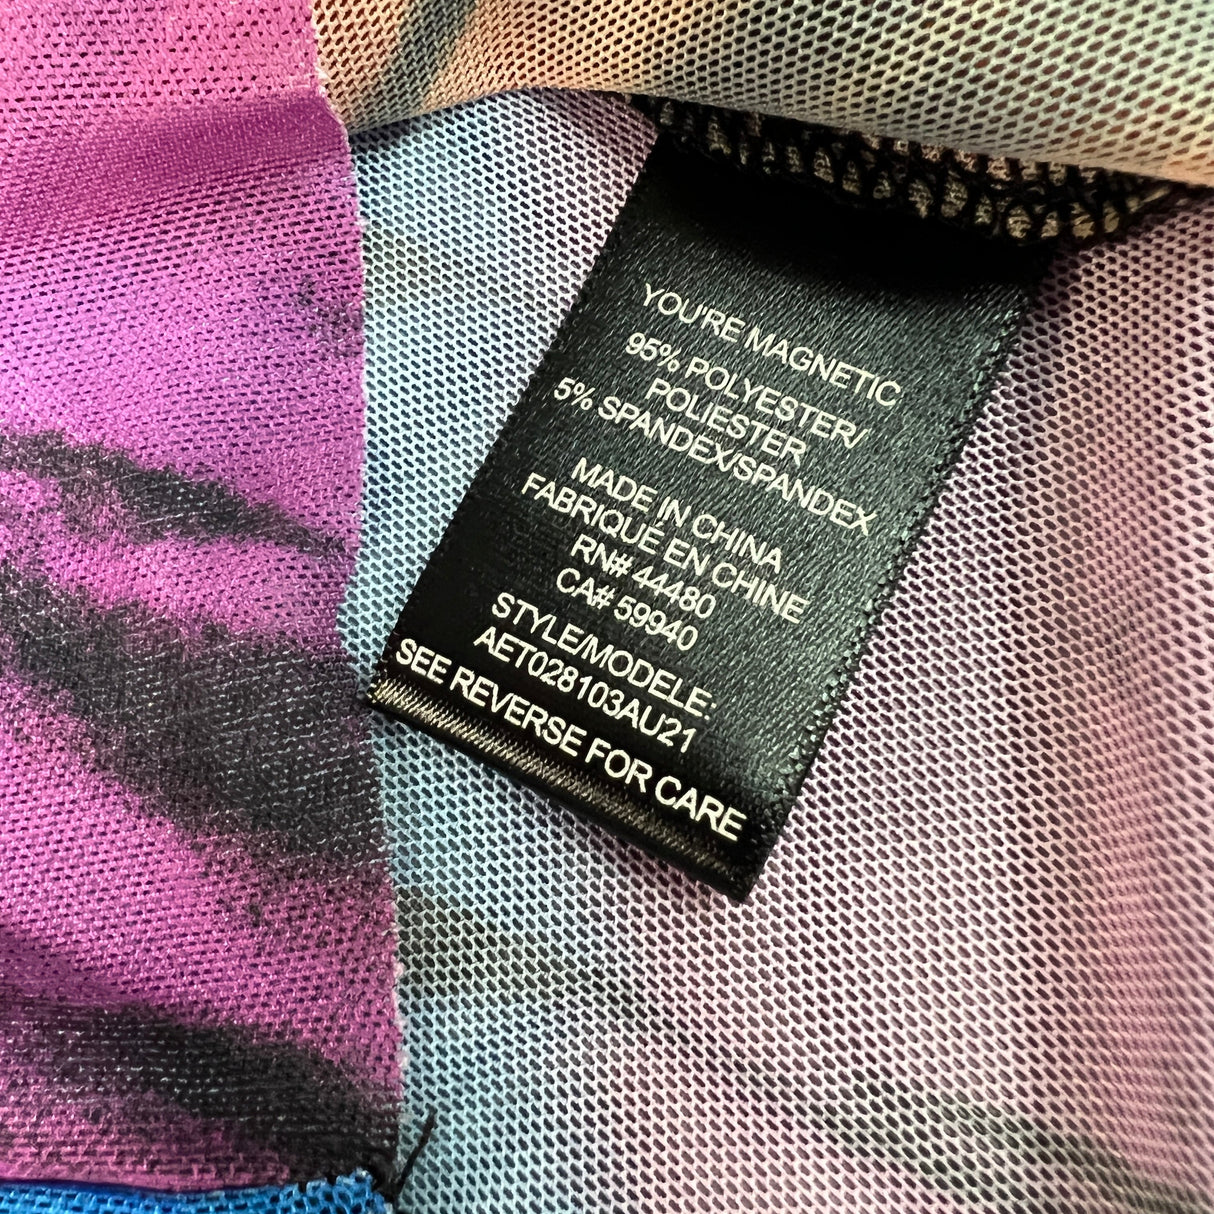 YOU'RE MAGNETIC
95% POLYESTER/
POLIESTER
5% SPANDEX/SPANDEX
MADE IN CHINA
FABRIQUÉ EN CHINE
RN# 44480
CA# 59940
STYLE/MODELE:
AET028103AU21
SEE REVERSE FOR CARE